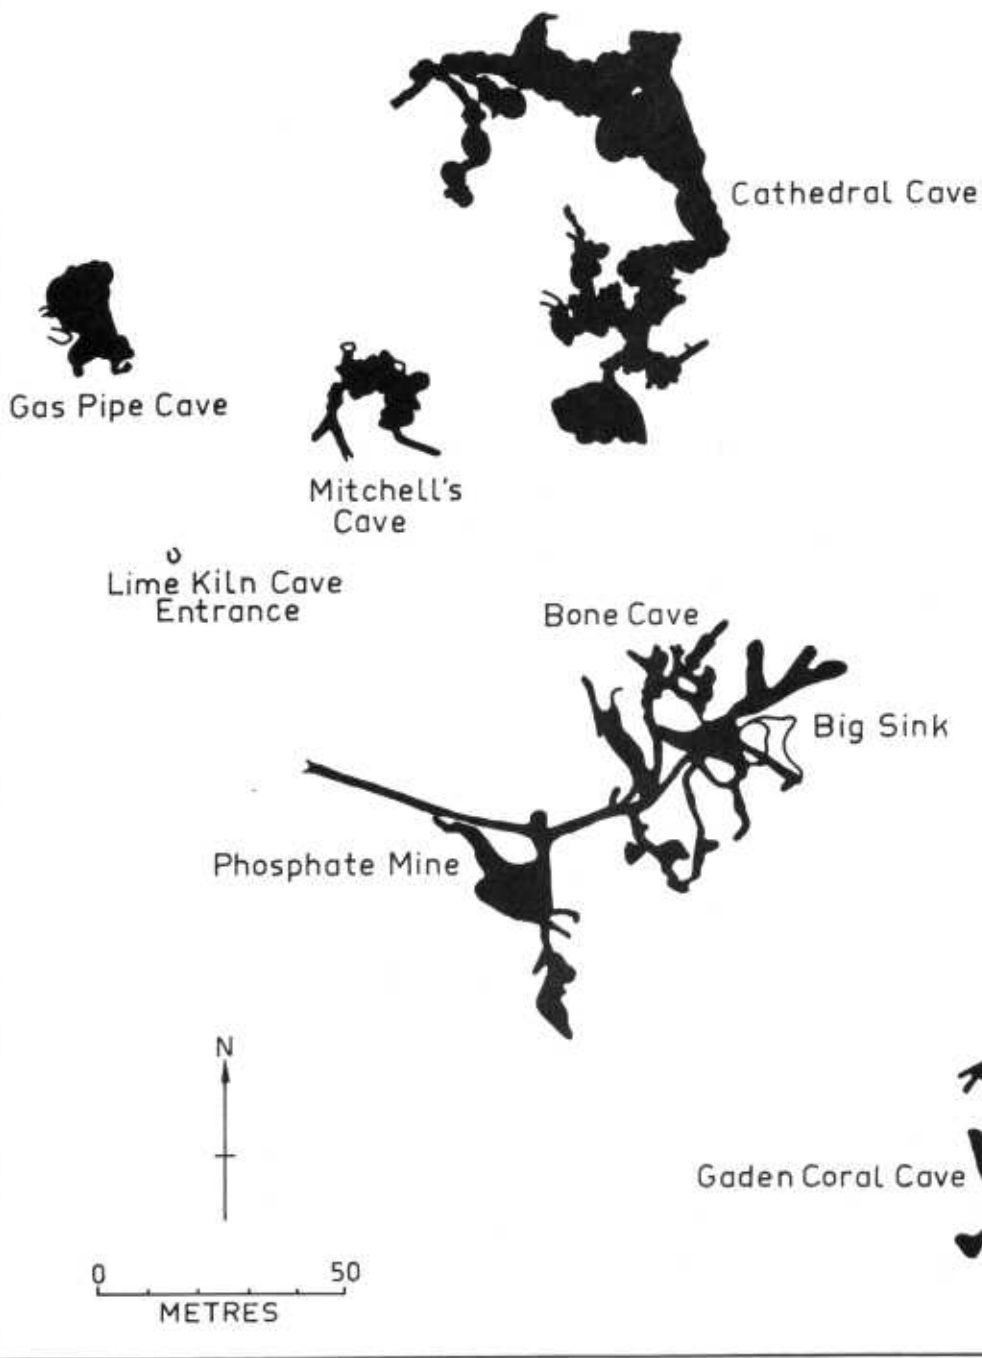 Cathedral Cave
Gas Pipe Cave
Mitchell's
Cave
Lime Kiln Cave
Entrance
Bone Cave
Big Sink
Phosphate Mine
N
Gaden Coral Cave
0 50
METRES